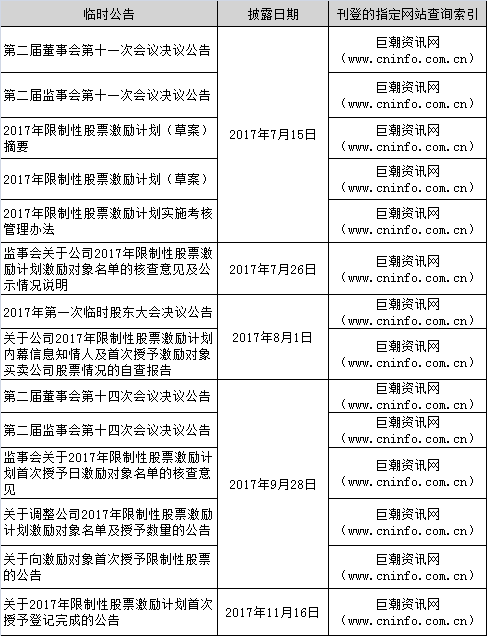 临时公告
披露日期
刊登的指定网站查询索引
第二届董事会第十一次会议决议公告
巨潮资讯网
（www.cninfo.com.cn）
第二届监事会第十一次会议决议公告
巨潮资讯网
（www.cninfo.com.cn）
2017年限制性股票激励计划（草案）
摘要
2017年7月15日
巨潮资讯网
（www.cninfo.com.cn）
2017年限制性股票激励计划（草案）
巨潮资讯网
（www.cninfo.com.cn）
2017年限制性股票激励计划实施考核
管理办法
巨潮资讯网
（www.cninfo.com.cn）
监事会关于公司2017年限制性股票激
励计划激励对象名单的核查意见及公
示情况说明
2017年7月26日
巨潮资讯网
（www.cninfo.com.cn）
2017年第一次临时股东大会决议公告
巨潮资讯网
（www.cninfo.com.cn）
2017年8月1日
关于公司2017年限制性股票激励计划
内幕信息知情人及首次授予激励对象
买卖公司股票情况的自查报告
巨潮资讯网
（www.cninfo.com.cn）
第二届董事会第十四次会议决议公告
巨潮资讯网
（www.cninfo.com.cn）
第二届监事会第十四次会议决议公告
巨潮资讯网
（www.cninfo.com.cn）
监事会关于2017年限制性股票激励计
划首次授予日激励对象名单的核查意
见
2017年9月28日
巨潮资讯网
（www.cninfo.com.cn）
关于调整公司2017年限制性股票激励
计划激励对象名单及授予数量的公告
巨潮资讯网
（www.cninfo.com.cn）
关于向激励对象首次授予限制性股票
的公告
巨潮资讯网
（www.cninfo.com.cn）
关于2017年限制性股票激励计划首次
授予登记完成的公告
2017年11月16日
巨潮资讯网
（www.cninfo.com.cn）